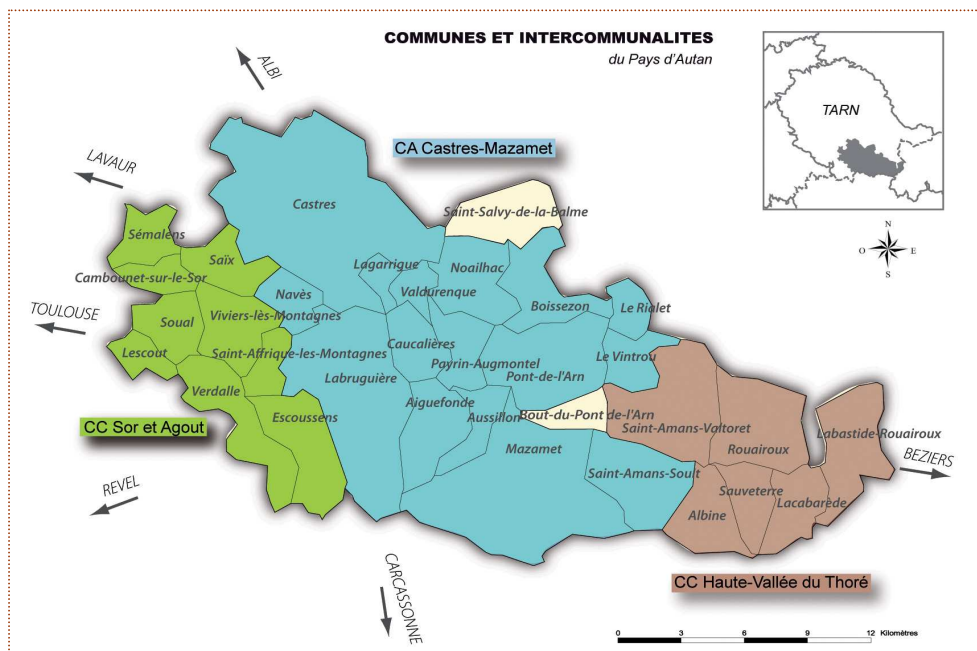 COMMUNES ET INTERCOMMUNALITES
du Pays d'Autan
ALBI
TARN
LAVAUR
CA Castres-Mazamet
Castres
Saint-Salvy-de-la-Balme
Sémalens
Saïx
N
O
E
S
Lagarrigue
Noailhac
Cambounet-sur-le-Sor
Valdurenque
Navès
Boissezon
Le Rialet
TOULOUSE
Soual
Viviers-lès-Montagnes
Caucalières
Lescout
Saint-Affrique-les-Montagnes
Le Vintrou
Payrin-Augmontel
Labruguière
Pont-de-l'Arn
Verdalle
Aiguefonde
Escoussens
Aussillon
Bout-du-Pont de-l'Arn
CC Sor et Agout
Saint-Amans-Valtoret
Labastide-Rouairoux
Mazamet
Rouairoux
BEZIERS
Saint-Amans-Soult
REVEL
Sauveterre
Lacabarède
Albine
CARCASSONNE
CC Haute-Vallée du Thoré
0 3 6 9 12 Kilomètres